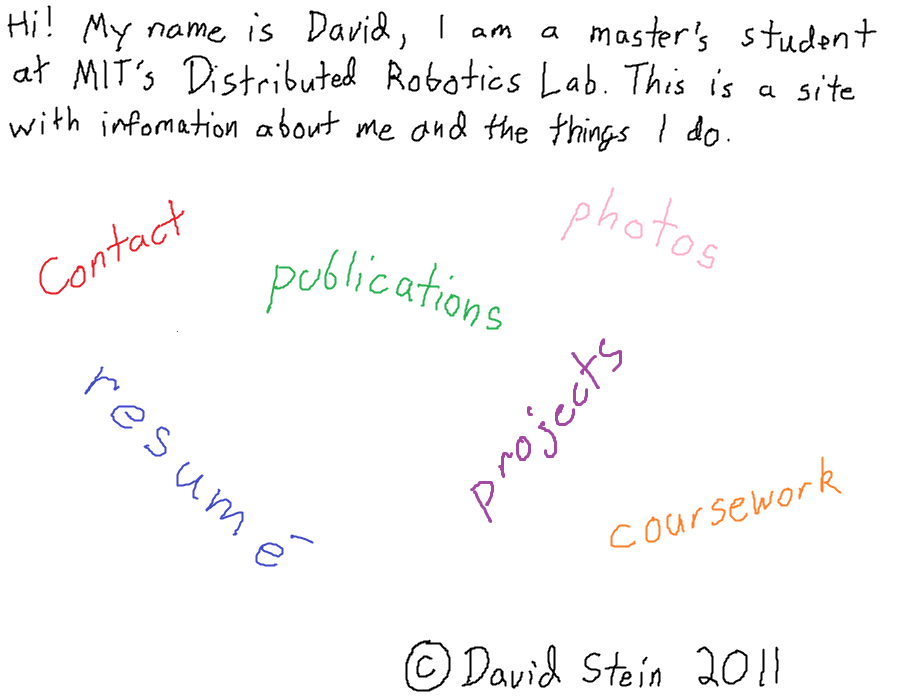 Hi! My name is David, I am a master's student
at MIT's Distributed Robotics Lab. This is a site
with infomation about me and the things I do.
photos
Contact
publications
resumé
projects
coursework
© David Stein 2011